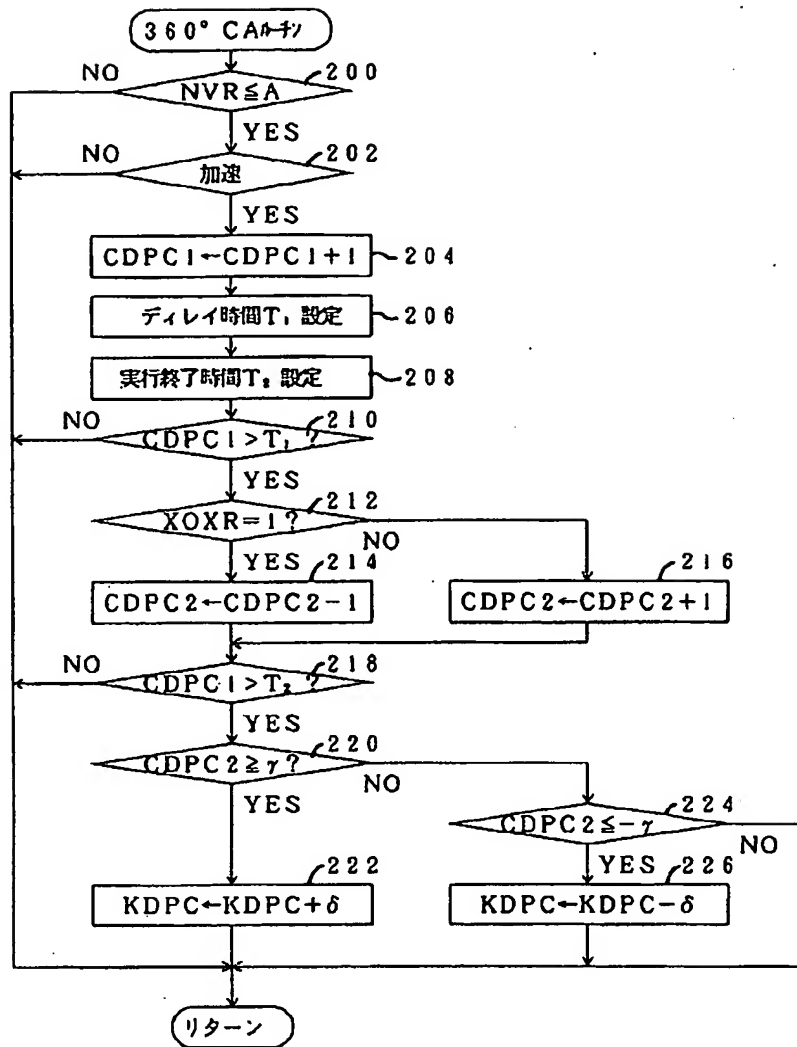 360°CAルーチン
200
NO
NVR≦A
YES
202
NO
加速
YES
CDPC1←CDPC1+1
204
ディレイ時間T₁設定
206
実行終了時間T₂設定
208
NO
210
CDPC1>T₁?
YES
212
XOXR=1?
NO
YES
214
216
CDPC2←CDPC2-1
CDPC2←CDPC2+1
NO
218
CDPC1>T₂?
YES
220
CDPC2≧γ?
NO
YES
224
CDPC2≦-γ
NO
YES
222
226
KDPC←KDPC+δ
KDPC←KDPC-δ
リターン